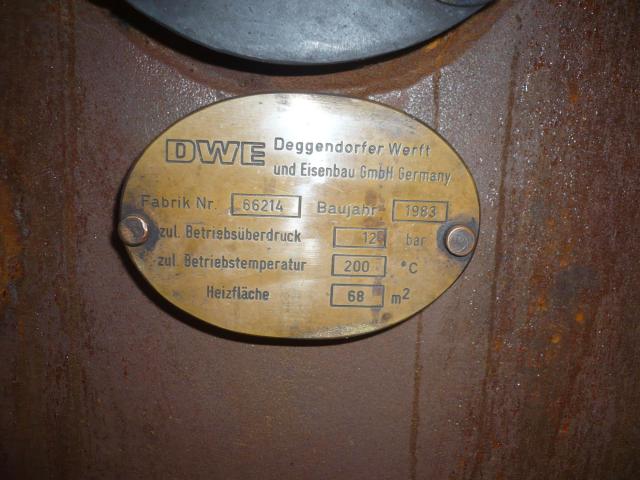 DWE Deggendorfer Werft
und Eisenbau GmbH Germany
Fabrik Nr. 66214 Baujahr 1983
zul. Betriebsüberdruck 12 bar
zul. Betriebstemperatur 200 °C
Heizfläche 68 m²